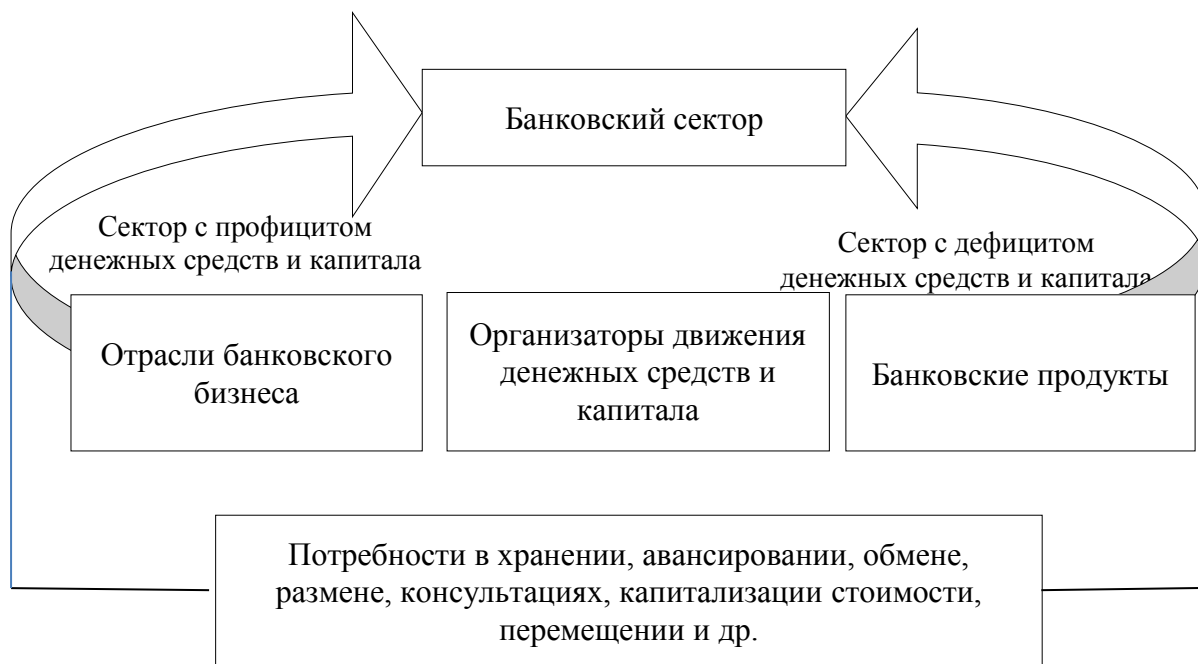 Банковский сектор
Сектор с профицитом
денежных средств и капитала
Сектор с дефицитом
денежных средств и капитала
Отрасли банковского
бизнеса
Организаторы движения
денежных средств и
капитала
Банковские продукты
Потребности в хранении, авансировании, обмене,
размене, консультациях, капитализации стоимости,
перемещении и др.